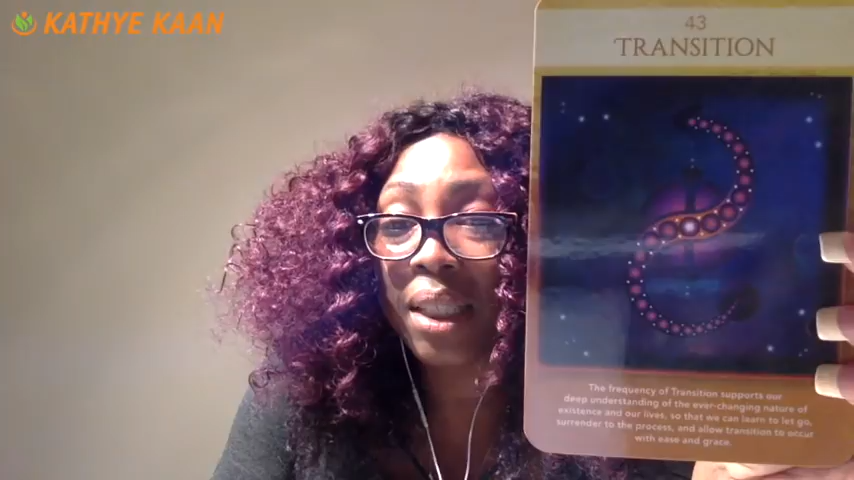 KATHYE KAAN
43
TRANSITION
The frequency of Transition supports our
deep understanding of the ever-changing nature of
existence and our lives, so that we can learn to let go,
surrender to the process, and allow transition to occur
with ease and grace.